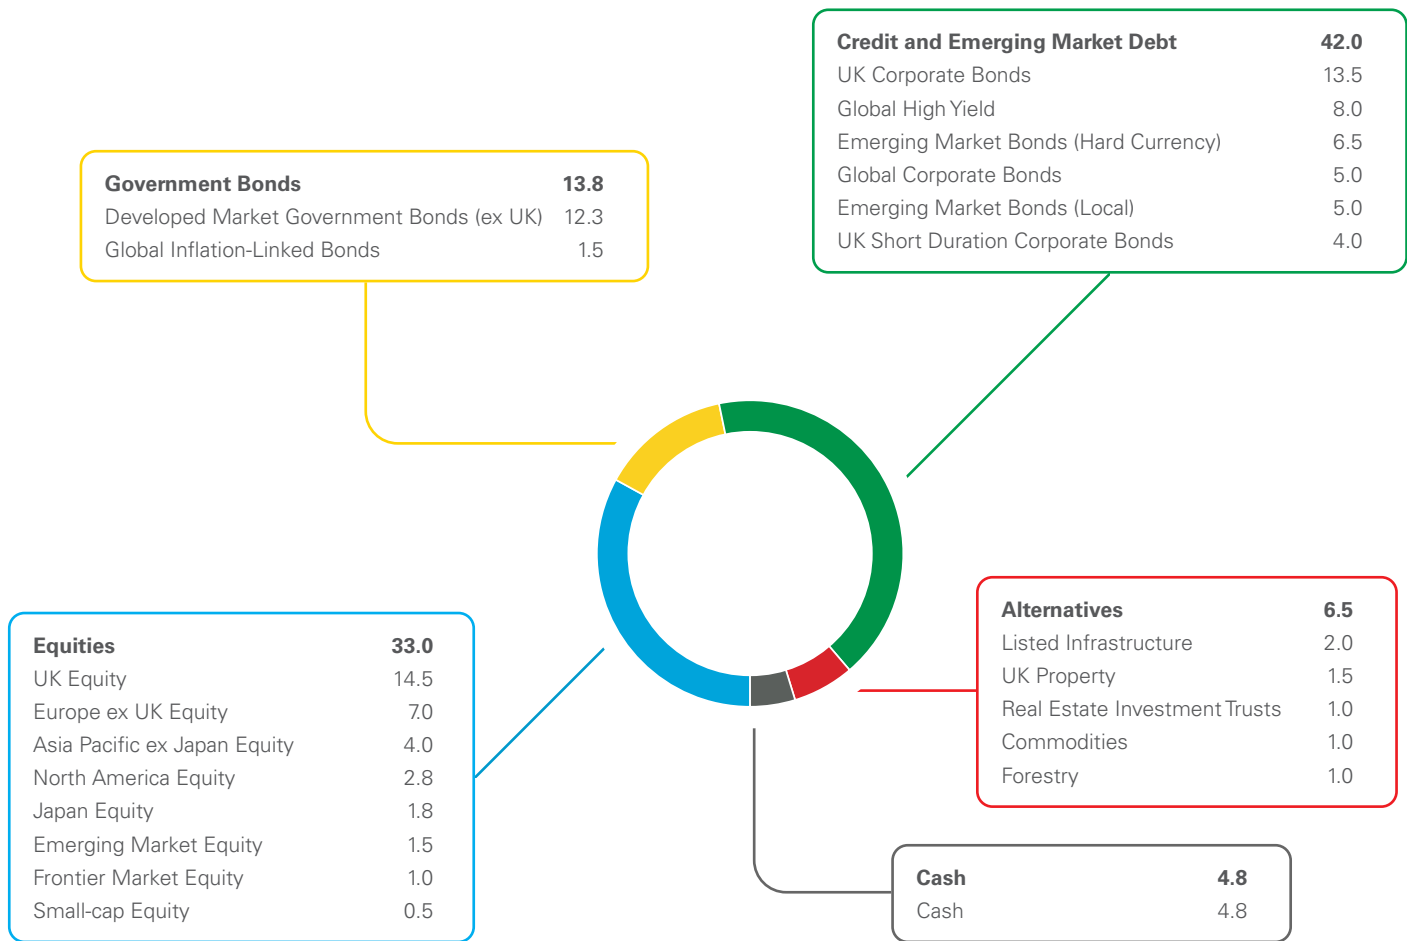 Credit and Emerging Market Debt 42.0
UK Corporate Bonds 13.5
Global High Yield 8.0
Emerging Market Bonds (Hard Currency) 6.5
Global Corporate Bonds 5.0
Emerging Market Bonds (Local) 5.0
UK Short Duration Corporate Bonds 4.0
Government Bonds 13.8
Developed Market Government Bonds (ex UK) 12.3
Global Inflation-Linked Bonds 1.5
Equities 33.0
UK Equity 14.5
Europe ex UK Equity 7.0
Asia Pacific ex Japan Equity 4.0
North America Equity 2.8
Japan Equity 1.8
Emerging Market Equity 1.5
Frontier Market Equity 1.0
Small-cap Equity 0.5
Alternatives 6.5
Listed Infrastructure 2.0
UK Property 1.5
Real Estate Investment Trusts 1.0
Commodities 1.0
Forestry 1.0
Cash 4.8
Cash 4.8